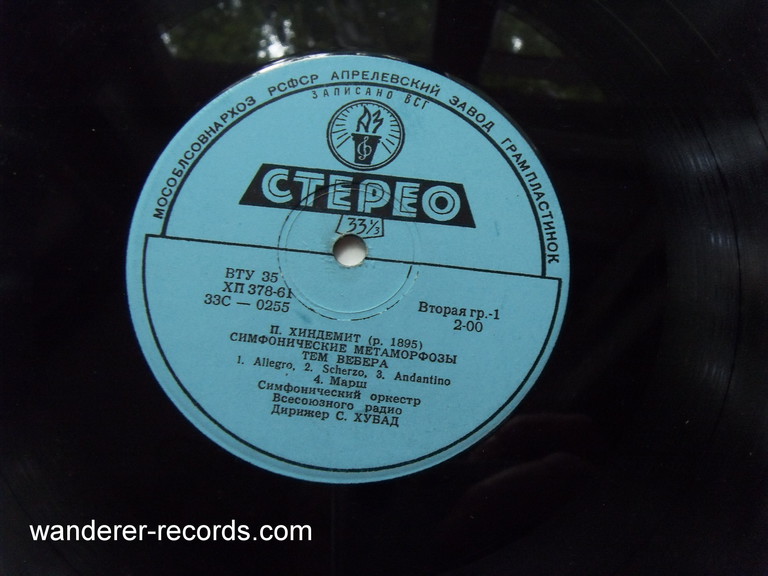 МОСОБЛСОВНАРХОЗ РСФСР АПРЕЛЕВСКИЙ ЗАВОД ГРАМПЛАСТИНОК
ЗАПИСАНО ВСГ
СТЕРЕО
33⅓
ВТУ 35
ХП 378-61
33С — 0255
Вторая гр.-1
2-00
П. ХИНДЕМИТ (р. 1895)
СИМФОНИЧЕСКИЕ МЕТАМОРФОЗЫ
ТЕМ ВЕБЕРА
1. Allegro, 2. Scherzo, 3. Andantino
4. Марш
Симфонический оркестр
Всесоюзного радио
Дирижер С. ХУБАД
wanderer-records.com